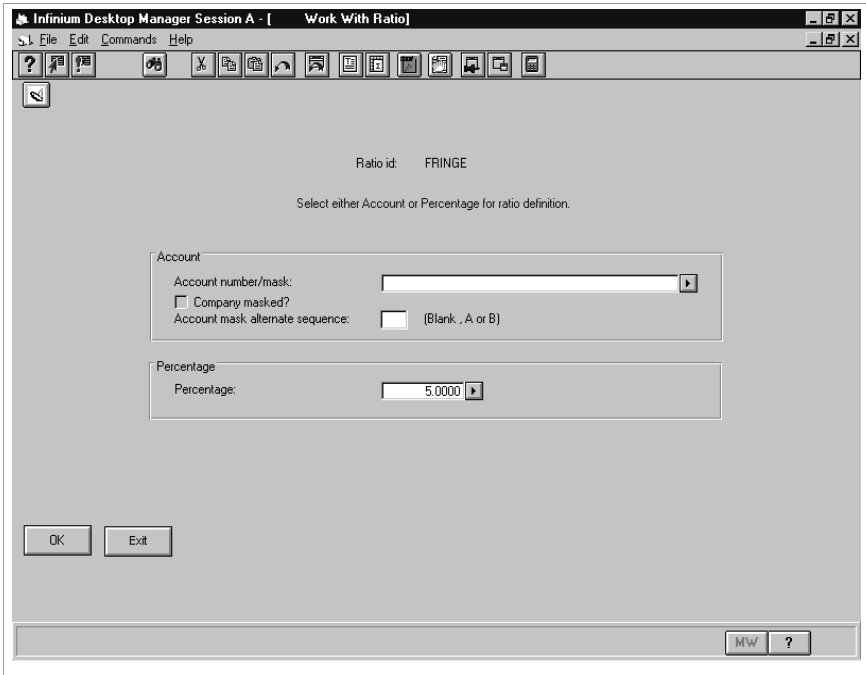 Infinium Desktop Manager Session A - [ Work With Ratio]
File Edit Commands Help
Ratio id: FRINGE
Select either Account or Percentage for ratio definition.
Account
Account number/mask:
Company masked?
Account mask alternate sequence: (Blank , A or B)
Percentage
Percentage: 5.0000
OK Exit
MW ?